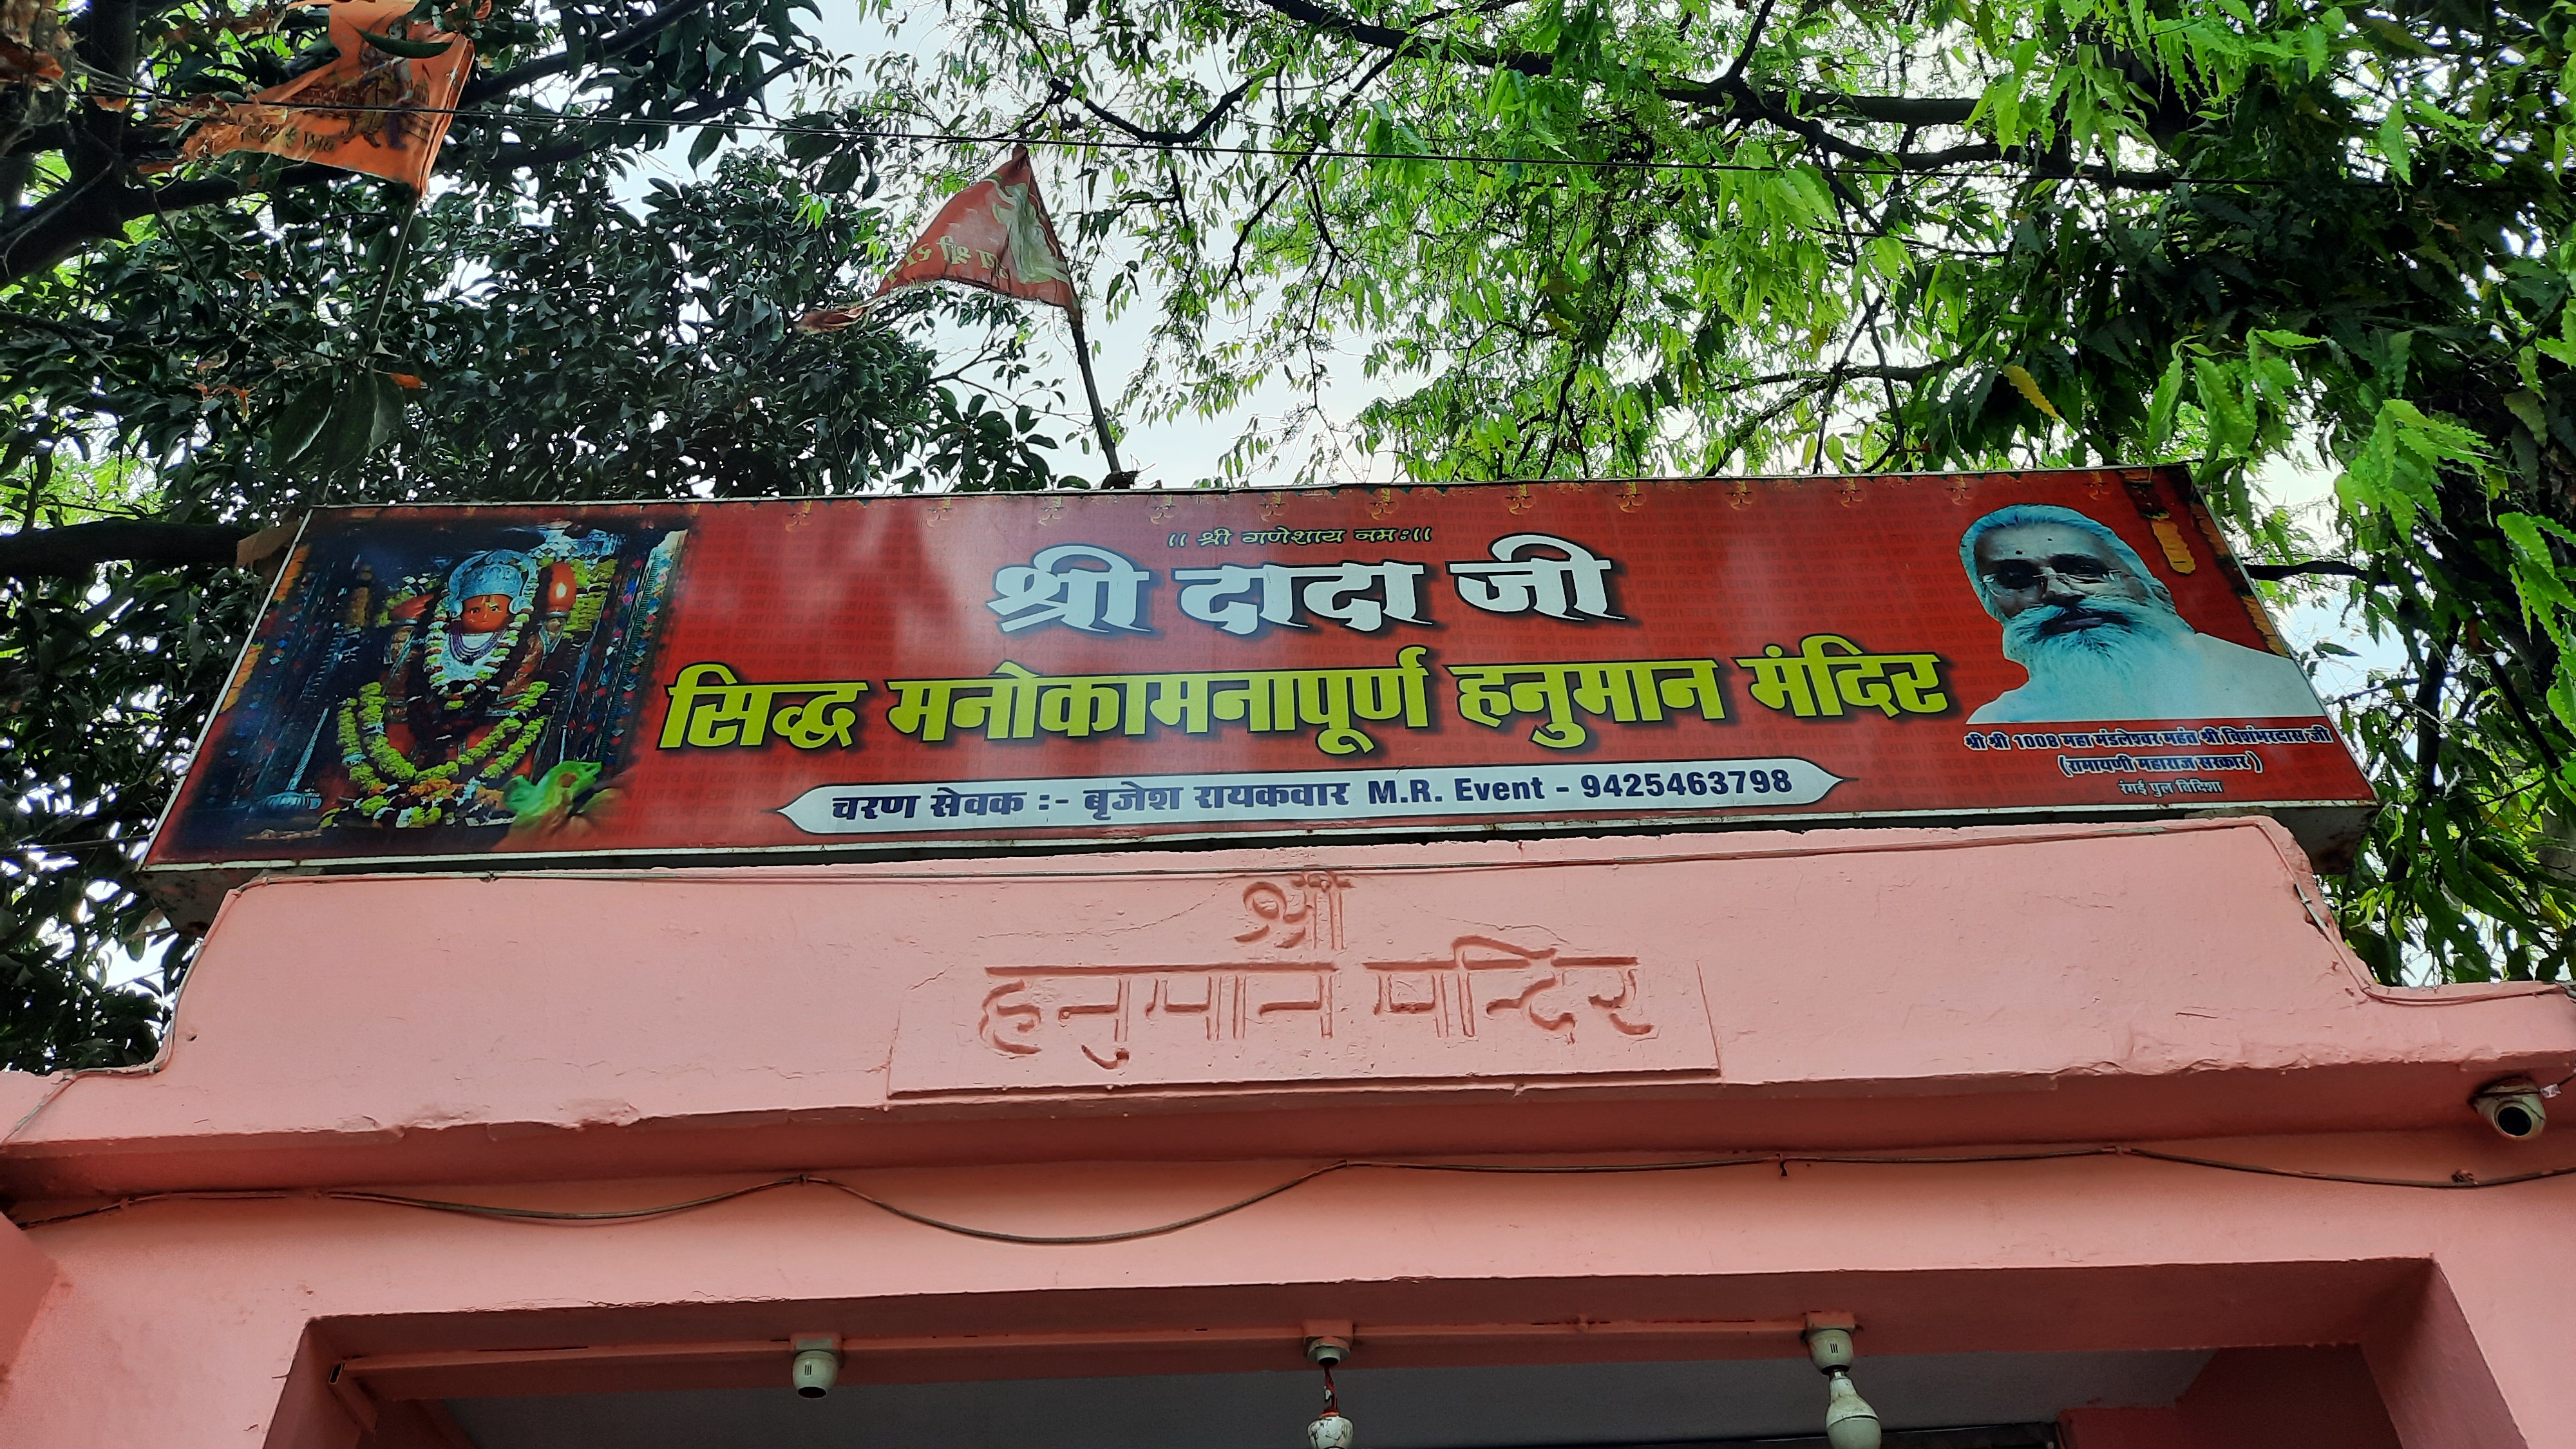 ।। श्री गणेशाय नमः।।
श्री दादा जी
सिद्ध मनोकामनापूर्ण हनुमान मंदिर
चरण सेवक :- बृजेश रायकवार M.R. Event - 9425463798
श्री श्री 1008 महा मंडलेश्वर महंत श्री विशंभरदास जी
(रामायणी महाराज सरकार)
रंगई पुल विदिशा
श्री
हनुमान मन्दिर